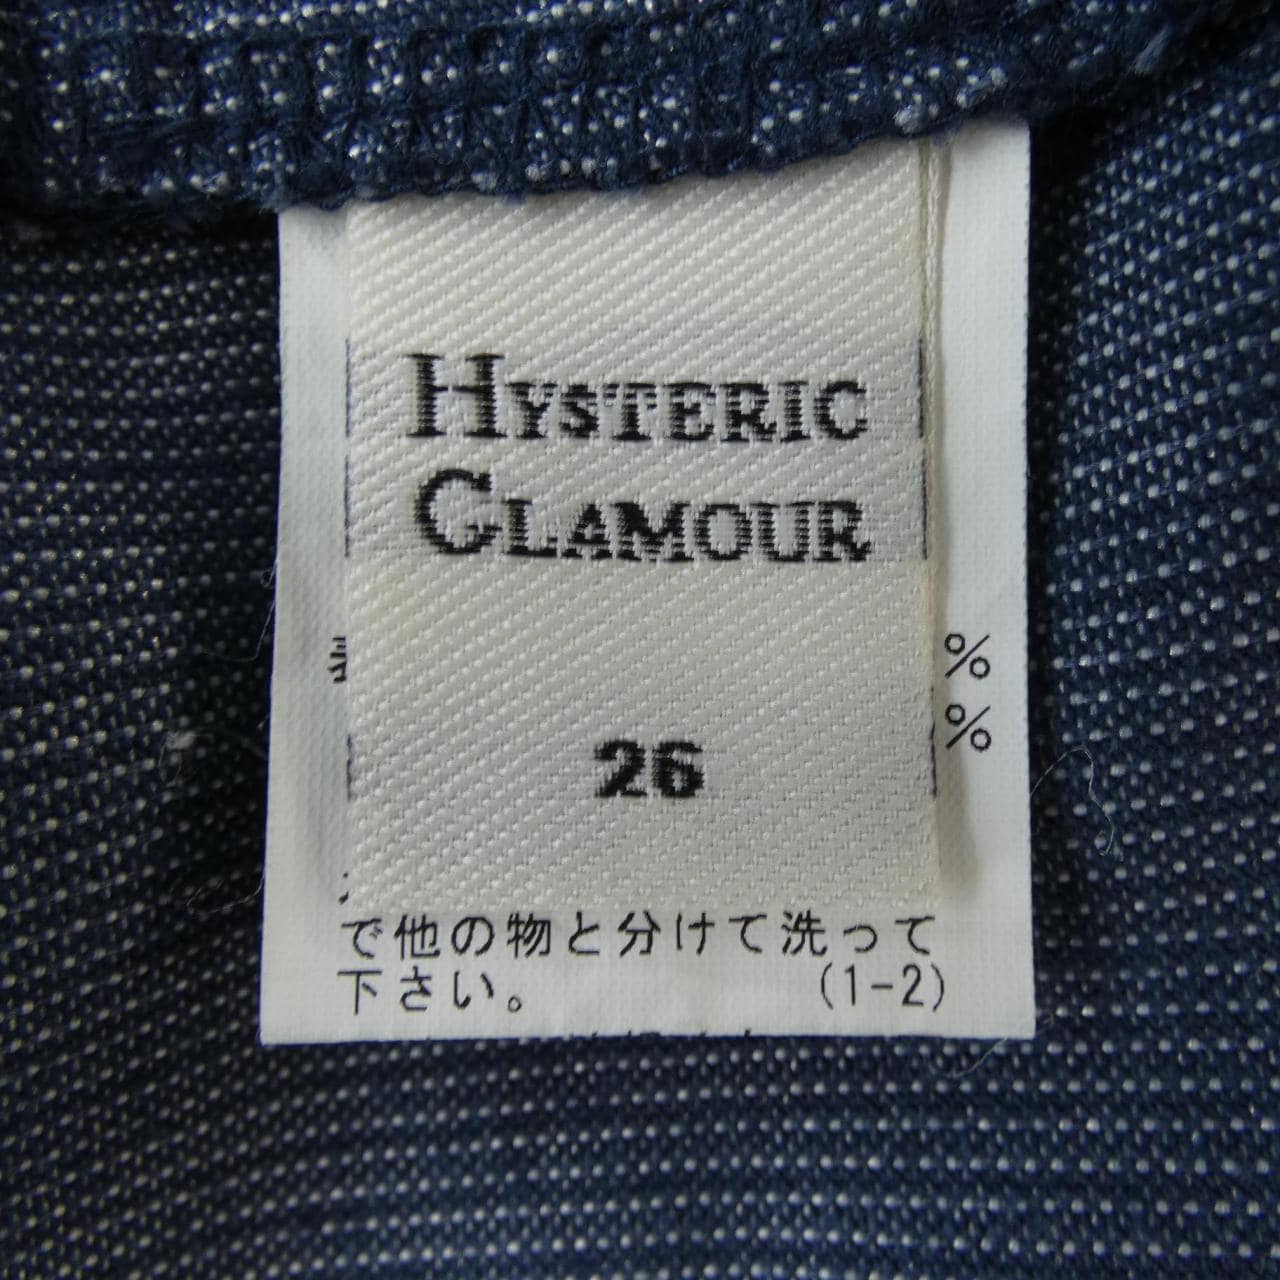 HYSTERIC
GLAMOUR
%
%
26
で他の物と分けて洗って
下さい。 (1-2)